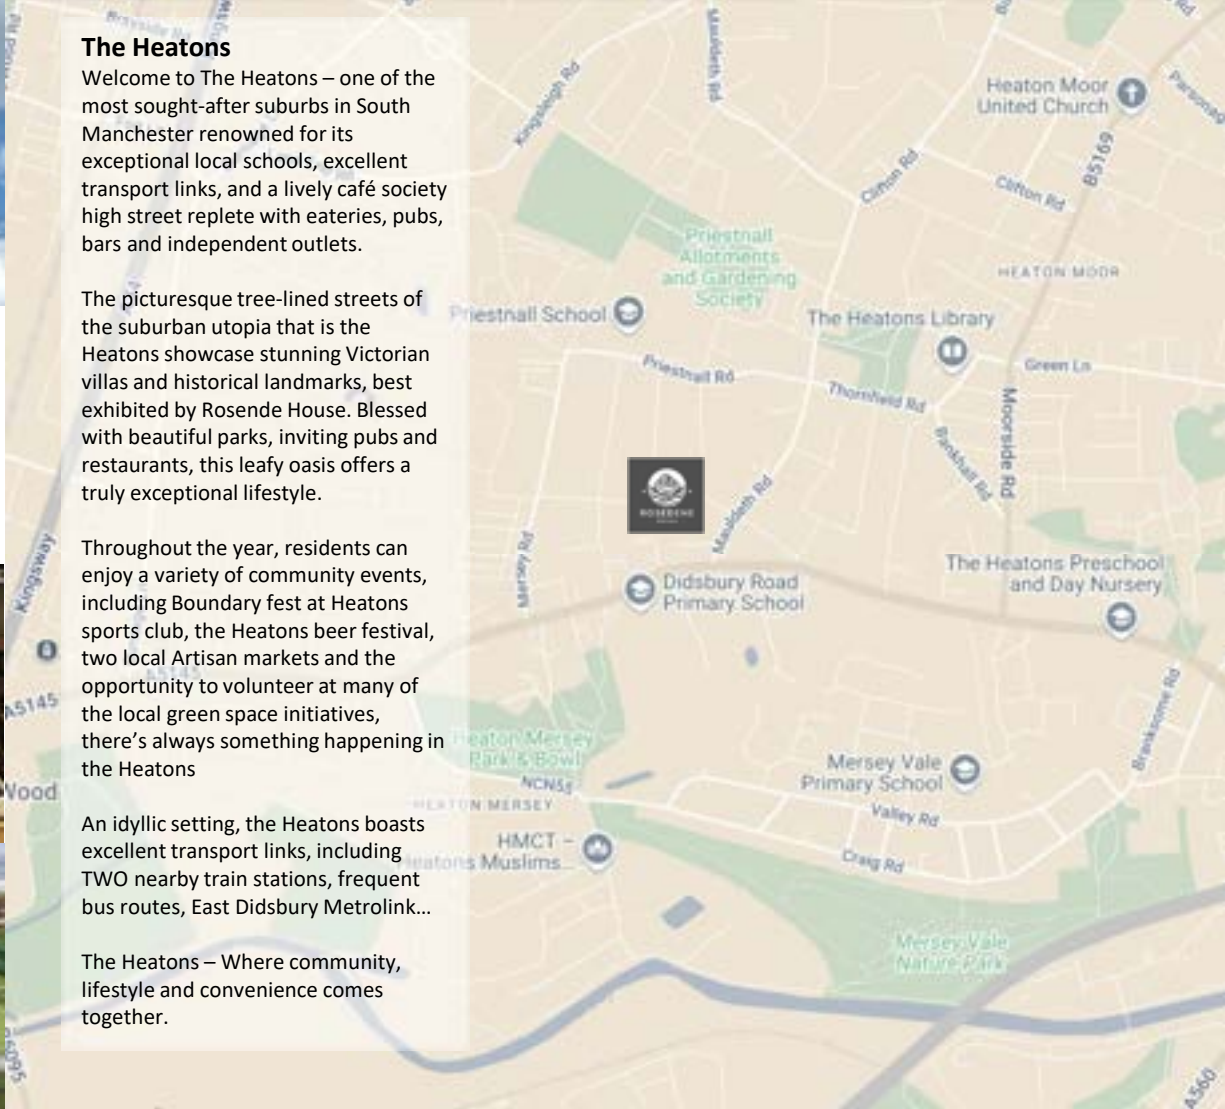 The Heatons
Welcome to The Heatons – one of the
most sought-after suburbs in South
Manchester renowned for its
exceptional local schools, excellent
transport links, and a lively café society
high street replete with eateries, pubs,
bars and independent outlets.
The picturesque tree-lined streets of
the suburban utopia that is the
Heatons showcase stunning Victorian
villas and historical landmarks, best
exhibited by Rosende House. Blessed
with beautiful parks, inviting pubs and
restaurants, this leafy oasis offers a
truly exceptional lifestyle.
Throughout the year, residents can
enjoy a variety of community events,
including Boundary fest at Heatons
sports club, the Heatons beer festival,
two local Artisan markets and the
opportunity to volunteer at many of
the local green space initiatives,
there's always something happening in
the Heatons
An idyllic setting, the Heatons boasts
excellent transport links, including
TWO nearby train stations, frequent
bus routes, East Didsbury Metrolink…
The Heatons – Where community,
lifestyle and convenience comes
together.
Kingsleigh Rd
Mauldeth Rd
Heaton Moor
United Church
B5169
Clifton Rd
Clifton Rd
Priestnall
Allotments
and Gardening
Society
HEATON MOOR
Priestnall School
The Heatons Library
Priestnall Rd
Green Ln
Thornfield Rd
Moorside Rd
Bankhall Rd
ROSEDENE
Mauldeth Rd
Mersey Rd
Kingsway
The Heatons Preschool
and Day Nursery
Didsbury Road
Primary School
A5145
A5145
Branksome Rd
Heaton Mersey
Park & Bowl
Mersey Vale
Primary School
Wood
NCN55
HEATON MERSEY
Valley Rd
HMCT –
Heatons Muslims...
Craig Rd
Mersey Vale
Nature Park
A560